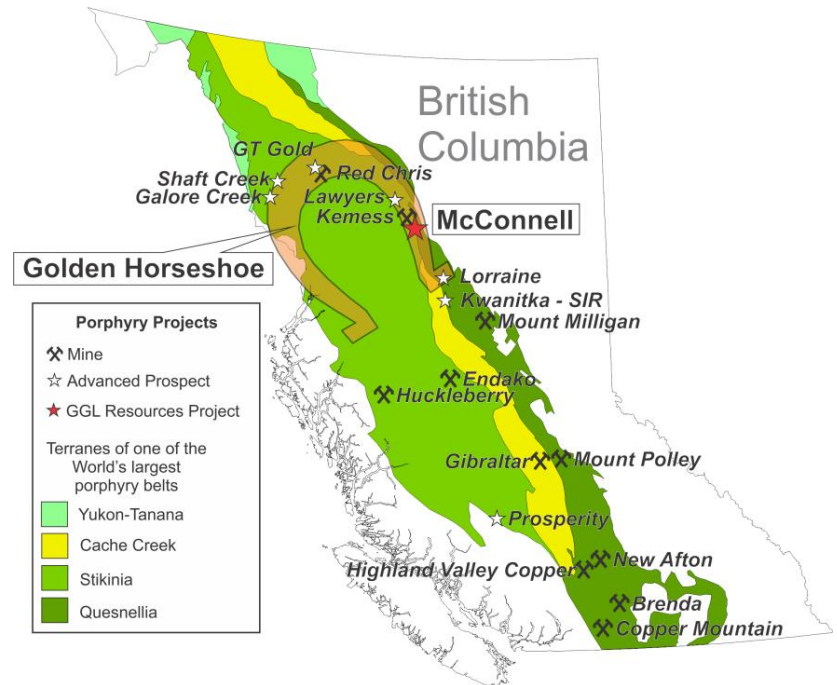 British
Columbia
GT Gold
Shaft Creek
Red Chris
Galore Creek
Lawyers
Kemess
McConnell
Golden Horseshoe
Lorraine
Kwanitka - SIR
Mount Milligan
Endako
Huckleberry
Gibraltar
Mount Polley
Prosperity
New Afton
Highland Valley Copper
Brenda
Copper Mountain
Porphyry Projects
Mine
Advanced Prospect
GGL Resources Project
Terranes of one of the
World's largest
porphyry belts
Yukon-Tanana
Cache Creek
Stikinia
Quesnellia